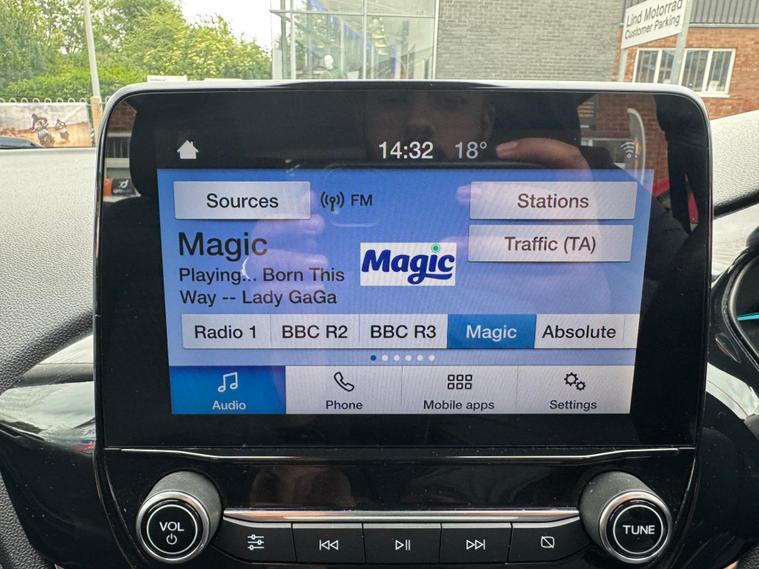 Lind Motorrad
Customer Parking
14:32 18°
Sources FM Stations
Magic
Magic
Traffic (TA)
Playing... Born This
Way -- Lady GaGa
Radio 1 BBC R2 BBC R3 Magic Absolute
Audio Phone Mobile apps Settings
VOL
TUNE